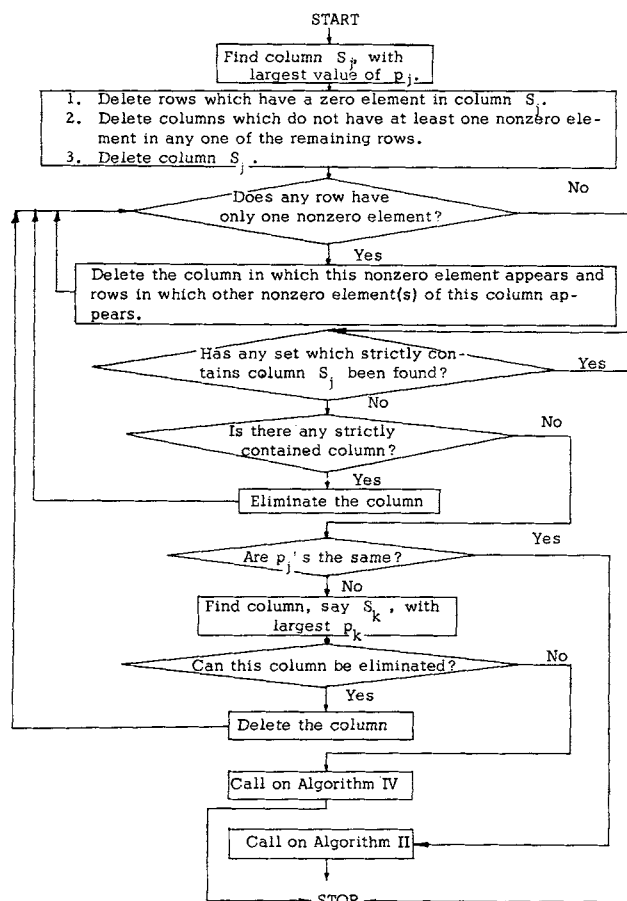 START
Find column S_j, with
largest value of p_j.
1. Delete rows which have a zero element in column S_j.
2. Delete columns which do not have at least one nonzero ele-
ment in any one of the remaining rows.
3. Delete column S_j.
Does any row have
only one nonzero element?
No
Yes
Delete the column in which this nonzero element appears and
rows in which other nonzero element(s) of this column ap-
pears.
Has any set which strictly con-
tains column S_j been found?
Yes
No
Is there any strictly
contained column?
No
Yes
Eliminate the column
Are p_j's the same?
Yes
No
Find column, say S_k, with
largest p_k
Can this column be eliminated?
No
Yes
Delete the column
Call on Algorithm IV
Call on Algorithm II
STOP